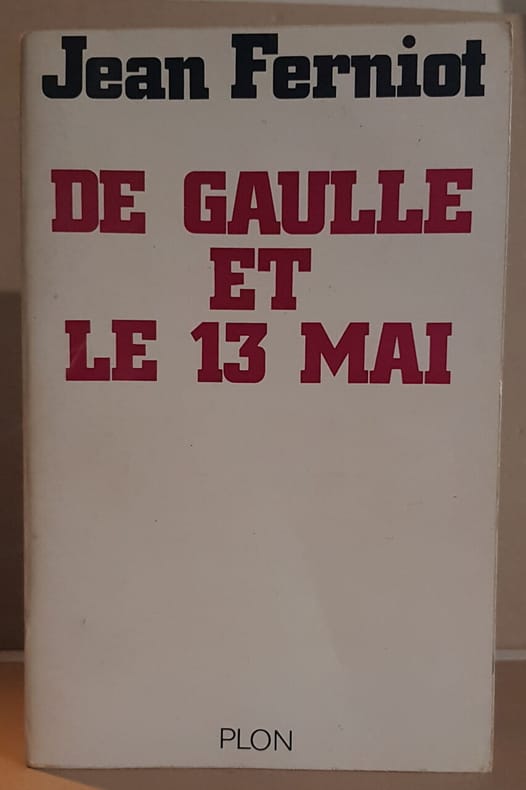 Jean Ferniot
DE GAULLE
ET
LE 13 MAI
PLON